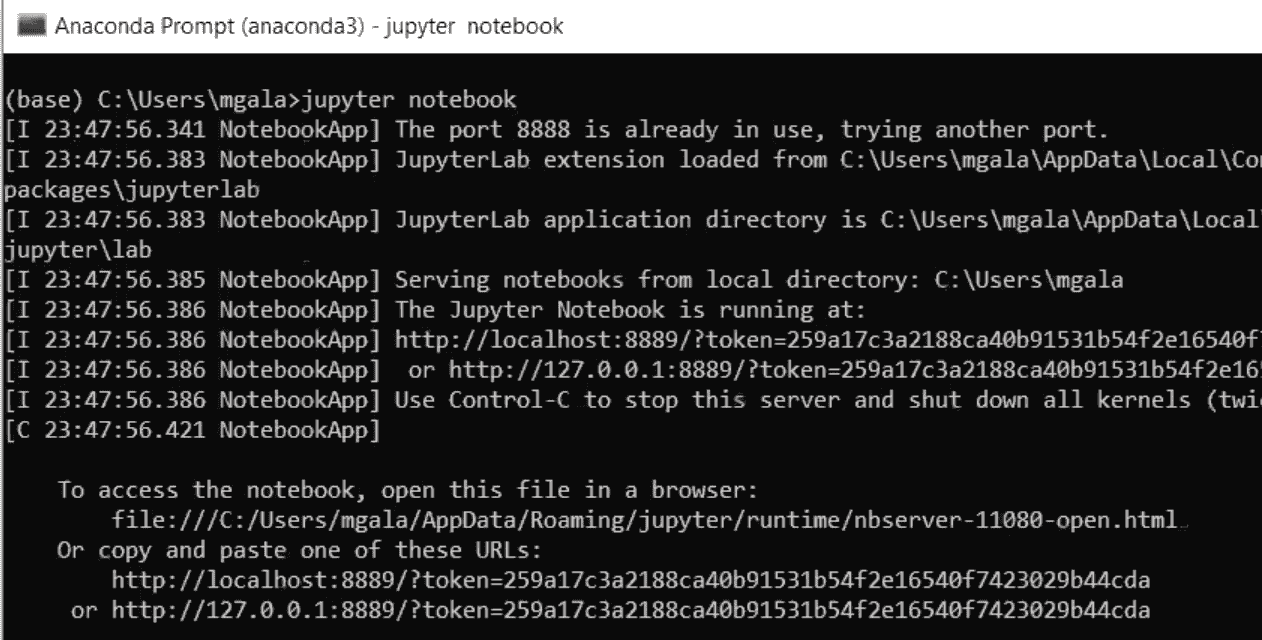 Anaconda Prompt (anaconda3) - jupyter  notebook
(base) C:\Users\mgala>jupyter notebook
[I 23:47:56.341 NotebookApp] The port 8888 is already in use, trying another port.
[I 23:47:56.383 NotebookApp] JupyterLab extension loaded from C:\Users\mgala\AppData\Local\Co
packages\jupyterlab
[I 23:47:56.383 NotebookApp] JupyterLab application directory is C:\Users\mgala\AppData\Local\
jupyter\lab
[I 23:47:56.385 NotebookApp] Serving notebooks from local directory: C:\Users\mgala
[I 23:47:56.386 NotebookApp] The Jupyter Notebook is running at:
[I 23:47:56.386 NotebookApp] http://localhost:8889/?token=259a17c3a2188ca40b91531b54f2e16540f7
[I 23:47:56.386 NotebookApp]  or http://127.0.0.1:8889/?token=259a17c3a2188ca40b91531b54f2e16
[I 23:47:56.386 NotebookApp] Use Control-C to stop this server and shut down all kernels (twi
[C 23:47:56.421 NotebookApp]
To access the notebook, open this file in a browser:
file:///C:/Users/mgala/AppData/Roaming/jupyter/runtime/nbserver-11080-open.html
Or copy and paste one of these URLs:
http://localhost:8889/?token=259a17c3a2188ca40b91531b54f2e16540f7423029b44cda
or http://127.0.0.1:8889/?token=259a17c3a2188ca40b91531b54f2e16540f7423029b44cda